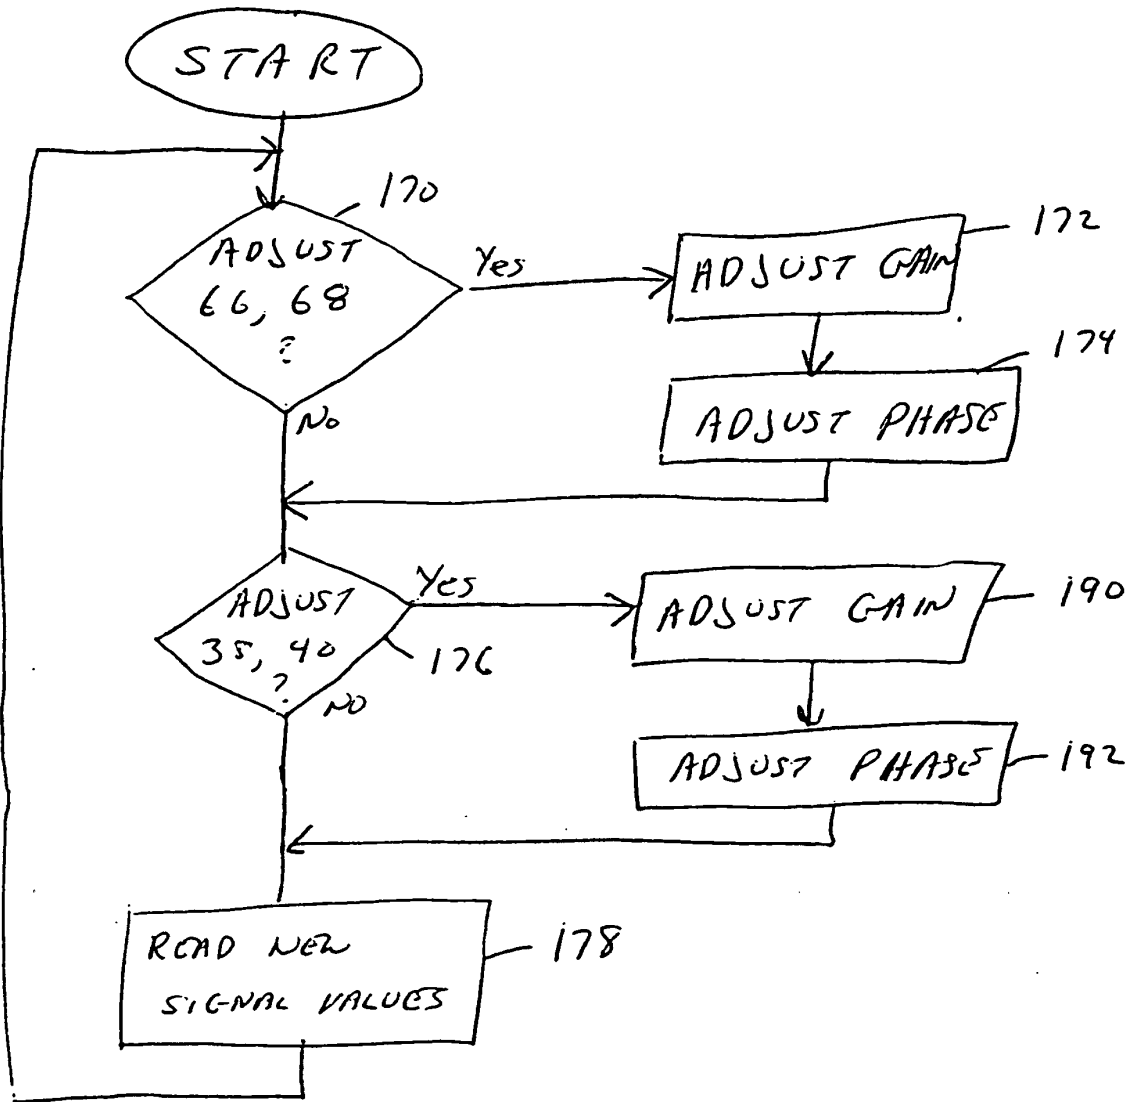 START
170
ADJUST
66, 68
?
Yes
No
ADJUST GAIN
172
ADJUST PHASE
174
ADJUST
35, 40
?
Yes
176
NO
ADJUST GAIN
190
ADJUST PHASE
192
READ NEW
SIGNAL VALUES
178